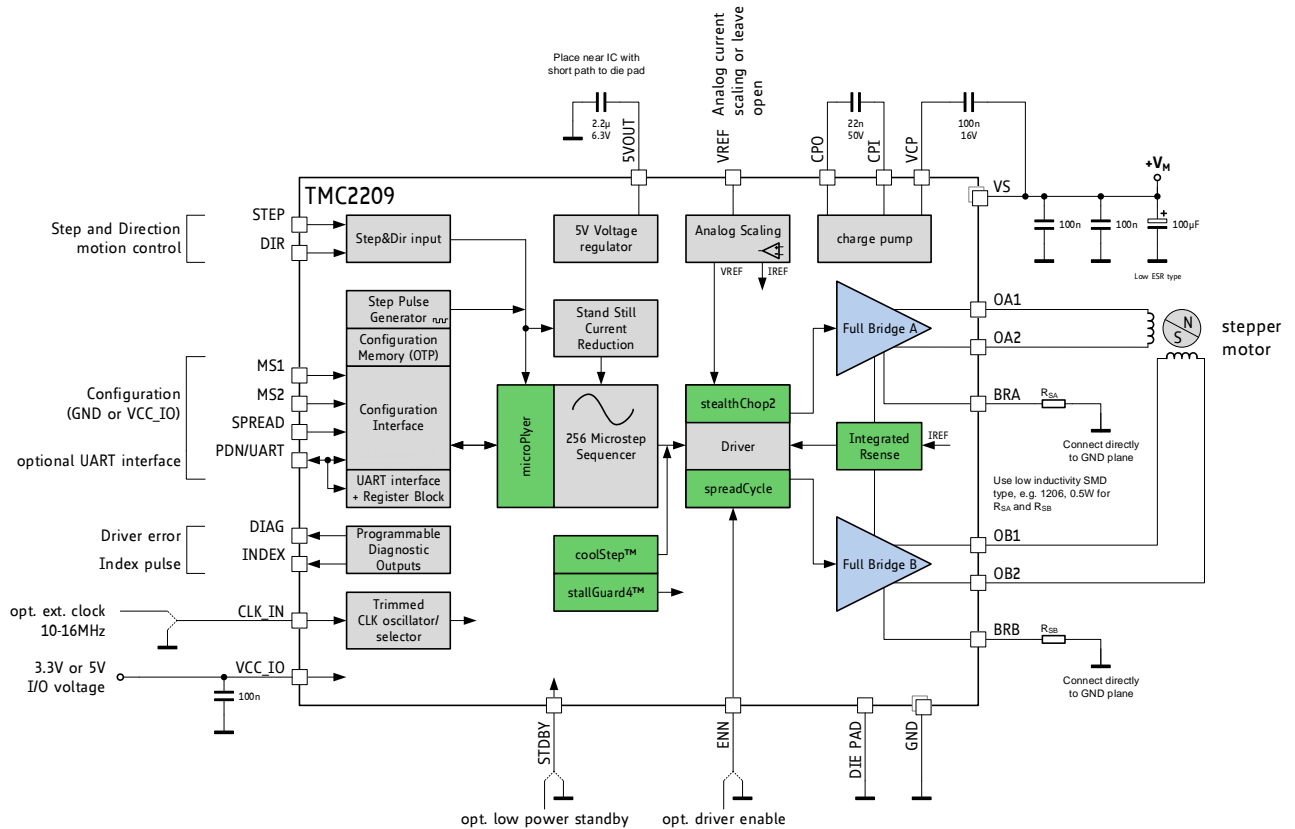 Place near IC with
short path to die pad
2.2µ
6.3V
5VOUT
VREF
Analog current
scaling or leave
open
22n
50V
CPO
CPI
VCP
100n
16V
+VM
VS
100n
100n
+
100µF
Low ESR type
TMC2209
Step and Direction
motion control
STEP
DIR
Step&Dir input
5V Voltage
regulator
Analog Scaling
VREF
IREF
charge pump
Step Pulse
Generator
Configuration
Memory (OTP)
Stand Still
Current
Reduction
Full Bridge A
OA1
OA2
N
S
stepper
motor
Configuration
(GND or VCC_IO)
optional UART interface
MS1
MS2
SPREAD
PDN/UART
Configuration
Interface
UART interface
+ Register Block
microPlyer
256 Microstep
Sequencer
stealthChop2
Driver
spreadCycle
Integrated
Rsense
IREF
BRA
RSA
Connect directly
to GND plane
Use low inductivity SMD
type, e.g. 1206, 0.5W for
RSA and RSB
Driver error
Index pulse
DIAG
INDEX
Programmable
Diagnostic
Outputs
coolStep™
stallGuard4™
Full Bridge B
OB1
OB2
opt. ext. clock
10-16MHz
CLK_IN
Trimmed
CLK oscillator/
selector
BRB
RSB
Connect directly
to GND plane
3.3V or 5V
I/O voltage
VCC_IO
100n
STDBY
ENN
DIE PAD
GND
opt. low power standby
opt. driver enable